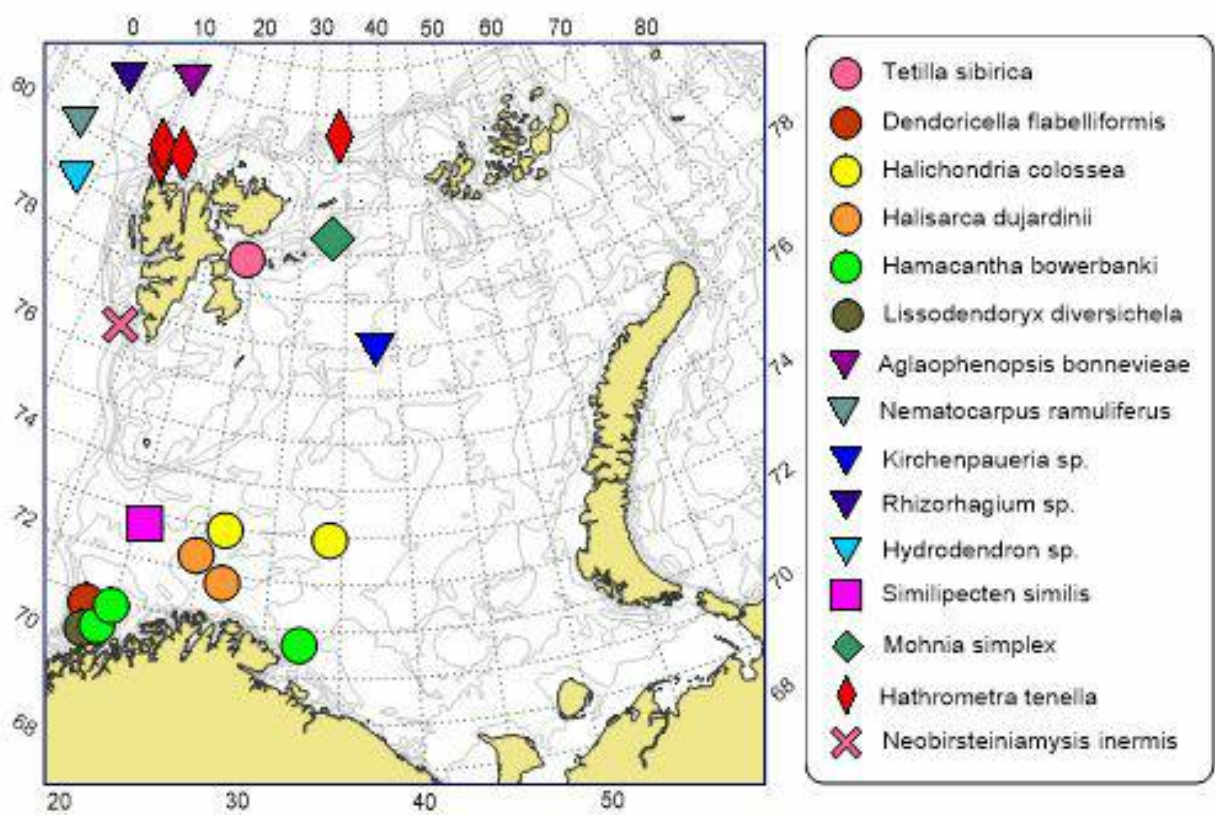 0 10 20 30 40 50 60 70 80
80
78
76
74
72
70
68
78
76
74
72
70
68
20 30 40 50
Tetilla sibirica
Dendoricella flabelliformis
Halichondria colossea
Halisarca dujardinii
Hamacantha bowerbanki
Lissodendoryx diversichela
Aglaophenopsis bonnevieae
Nematocarpus ramuliferus
Kirchenpaueria sp.
Rhizorhagium sp.
Hydrodendron sp.
Similipecten similis
Mohnia simplex
Hathrometra tenella
Neobirsteiniamysis inermis